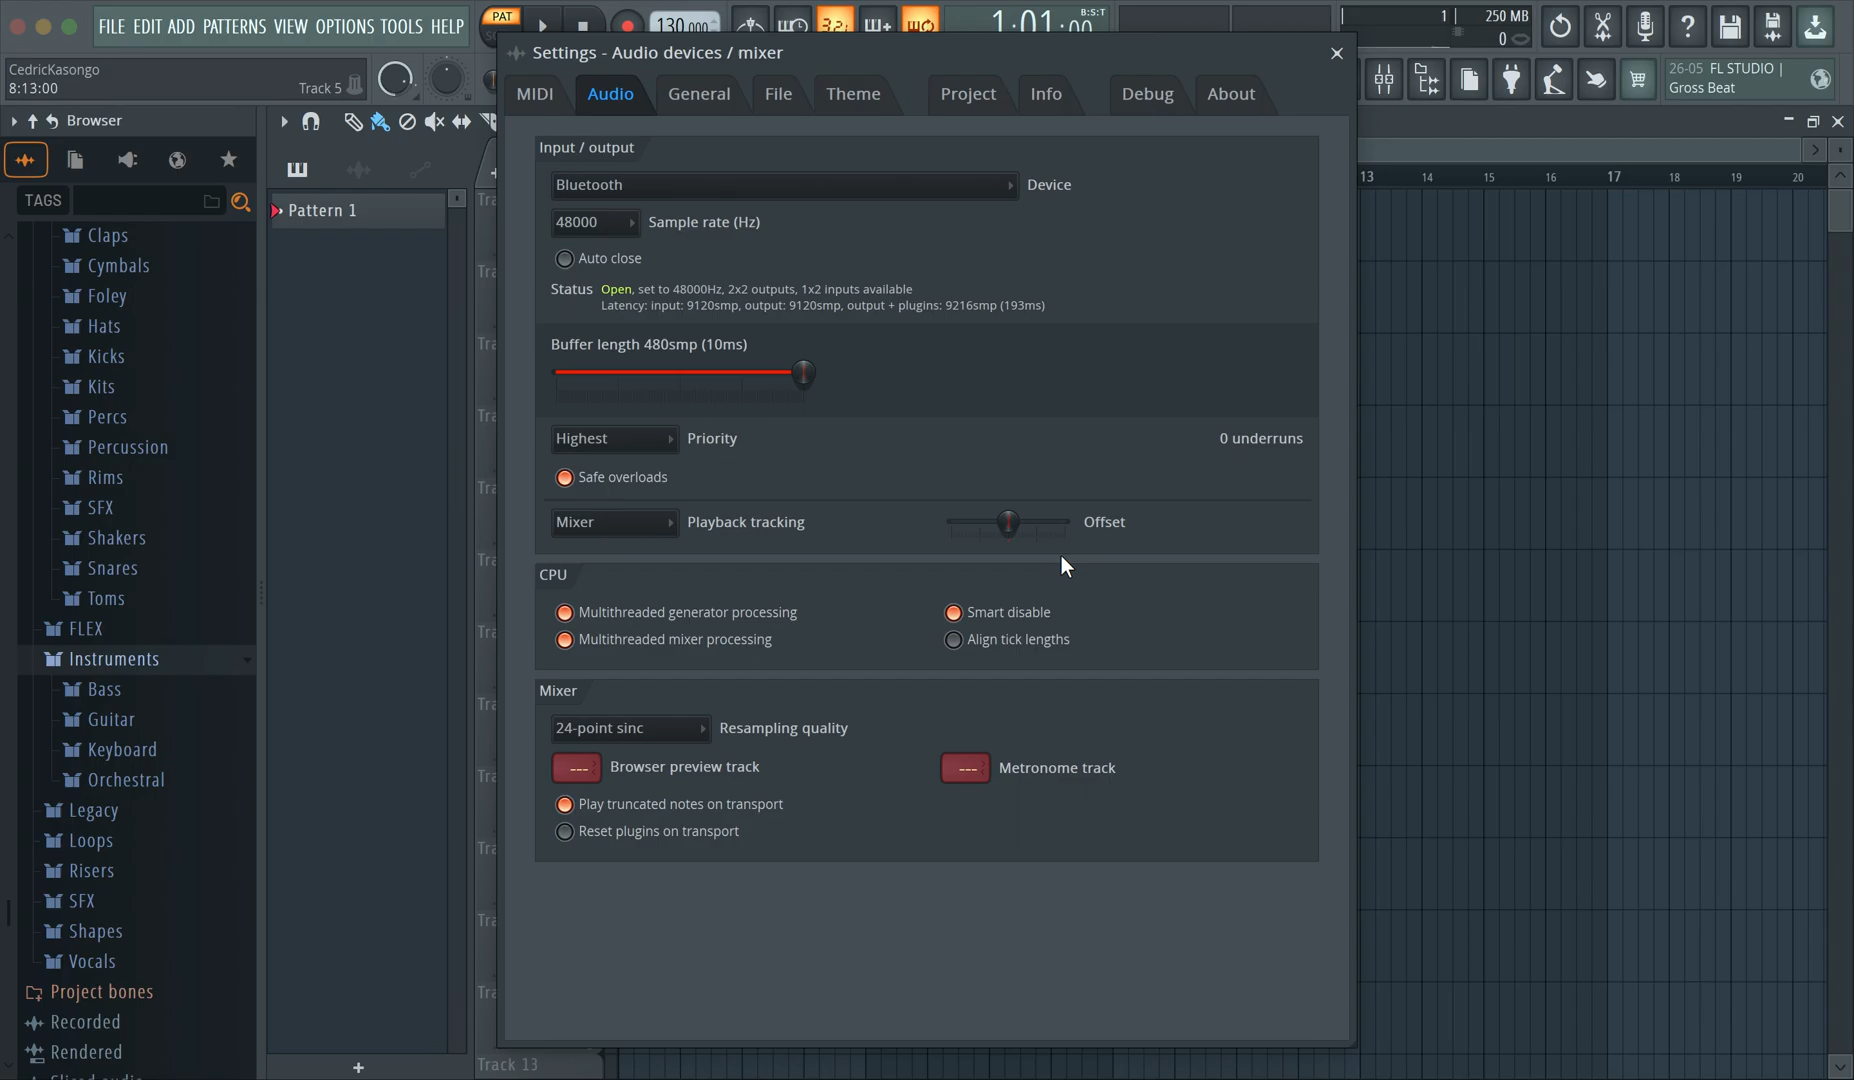 FILE EDIT ADD PATTERNS VIEW OPTIONS TOOLS HELP
PAT
130.000
3.2.1
1:01:00
B:S:T
1
250 MB
0
CedricKasongo
8:13:00
Track 5
26-05 FL STUDIO |
Gross Beat
Browser
TAGS
Claps
Cymbals
Foley
Hats
Kicks
Kits
Percs
Percussion
Rims
SFX
Shakers
Snares
Toms
FLEX
Instruments
Bass
Guitar
Keyboard
Orchestral
Legacy
Loops
Risers
SFX
Shapes
Vocals
Project bones
Recorded
Rendered
Sliced audio
Pattern 1
+
Settings - Audio devices / mixer
MIDI Audio General File Theme Project Info Debug About
Input / output
Bluetooth Device
48000 Sample rate (Hz)
Auto close
Status Open, set to 48000Hz, 2x2 outputs, 1x2 inputs available
Latency: input: 9120smp, output: 9120smp, output + plugins: 9216smp (193ms)
Buffer length 480smp (10ms)
Highest Priority 0 underruns
Safe overloads
Mixer Playback tracking Offset
CPU
Multithreaded generator processing Smart disable
Multithreaded mixer processing Align tick lengths
Mixer
24-point sinc Resampling quality
--- Browser preview track --- Metronome track
Play truncated notes on transport
Reset plugins on transport
13 14 15 16 17 18 19 20
Track 13